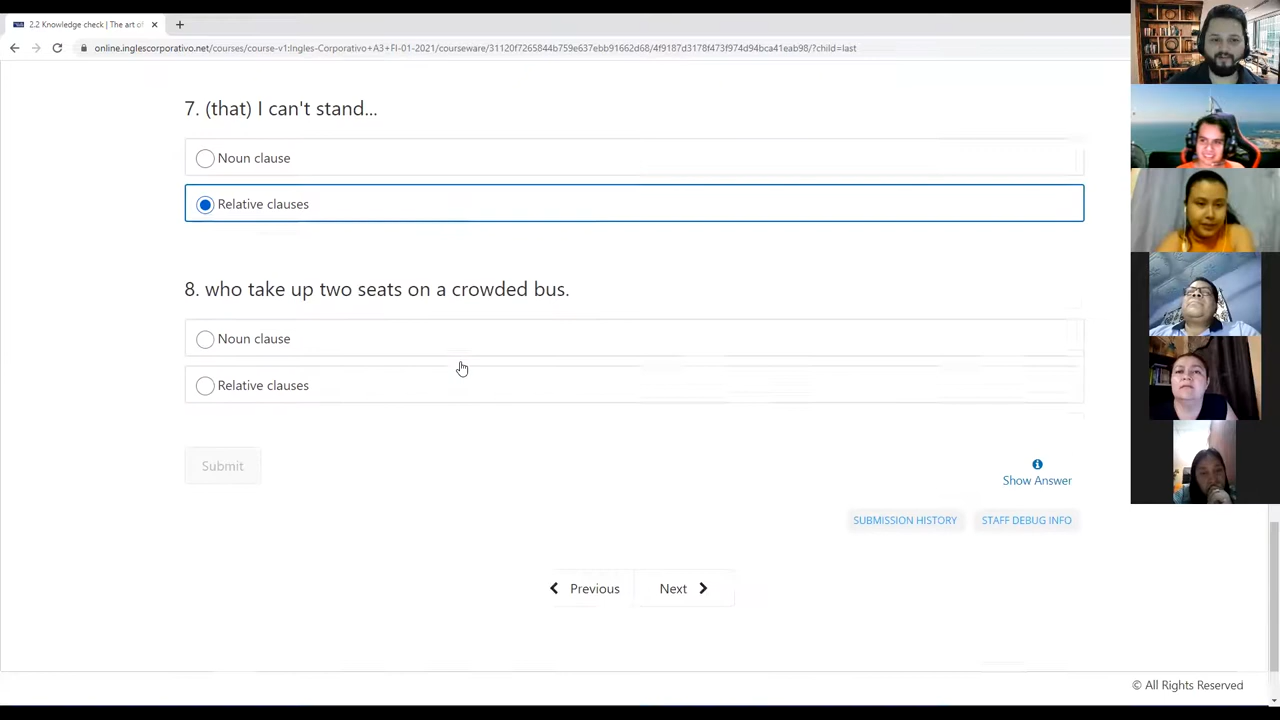 2.2 Knowledge check | The art of
online.inglescorporativo.net/courses/course-v1:Ingles-Corporativo+A3+FI-01-2021/courseware/31120f7265844b759e637ebb91662d68/4f9187d3178f473f974d94bca41eab98/?child=last
7. (that) I can't stand...
Noun clause
Relative clauses
8. who take up two seats on a crowded bus.
Noun clause
Relative clauses
Submit
Show Answer
SUBMISSION HISTORY
STAFF DEBUG INFO
Previous
Next
© All Rights Reserved